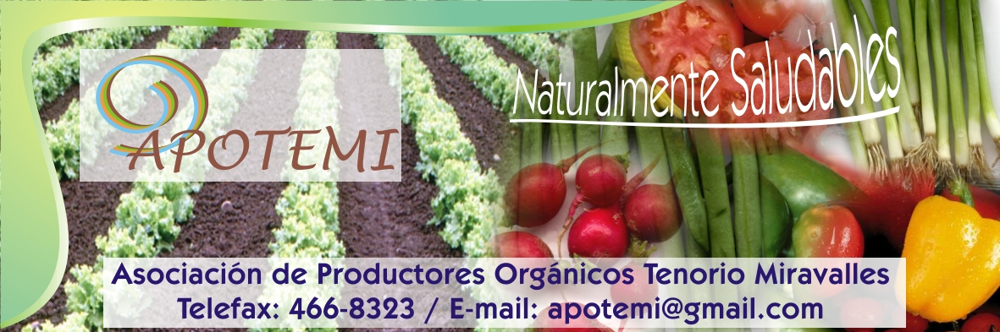 APOTEMI
Naturalmente Saludables
Asociación de Productores Orgánicos Tenorio Miravalles
Telefax: 466-8323 / E-mail: apotemi@gmail.com